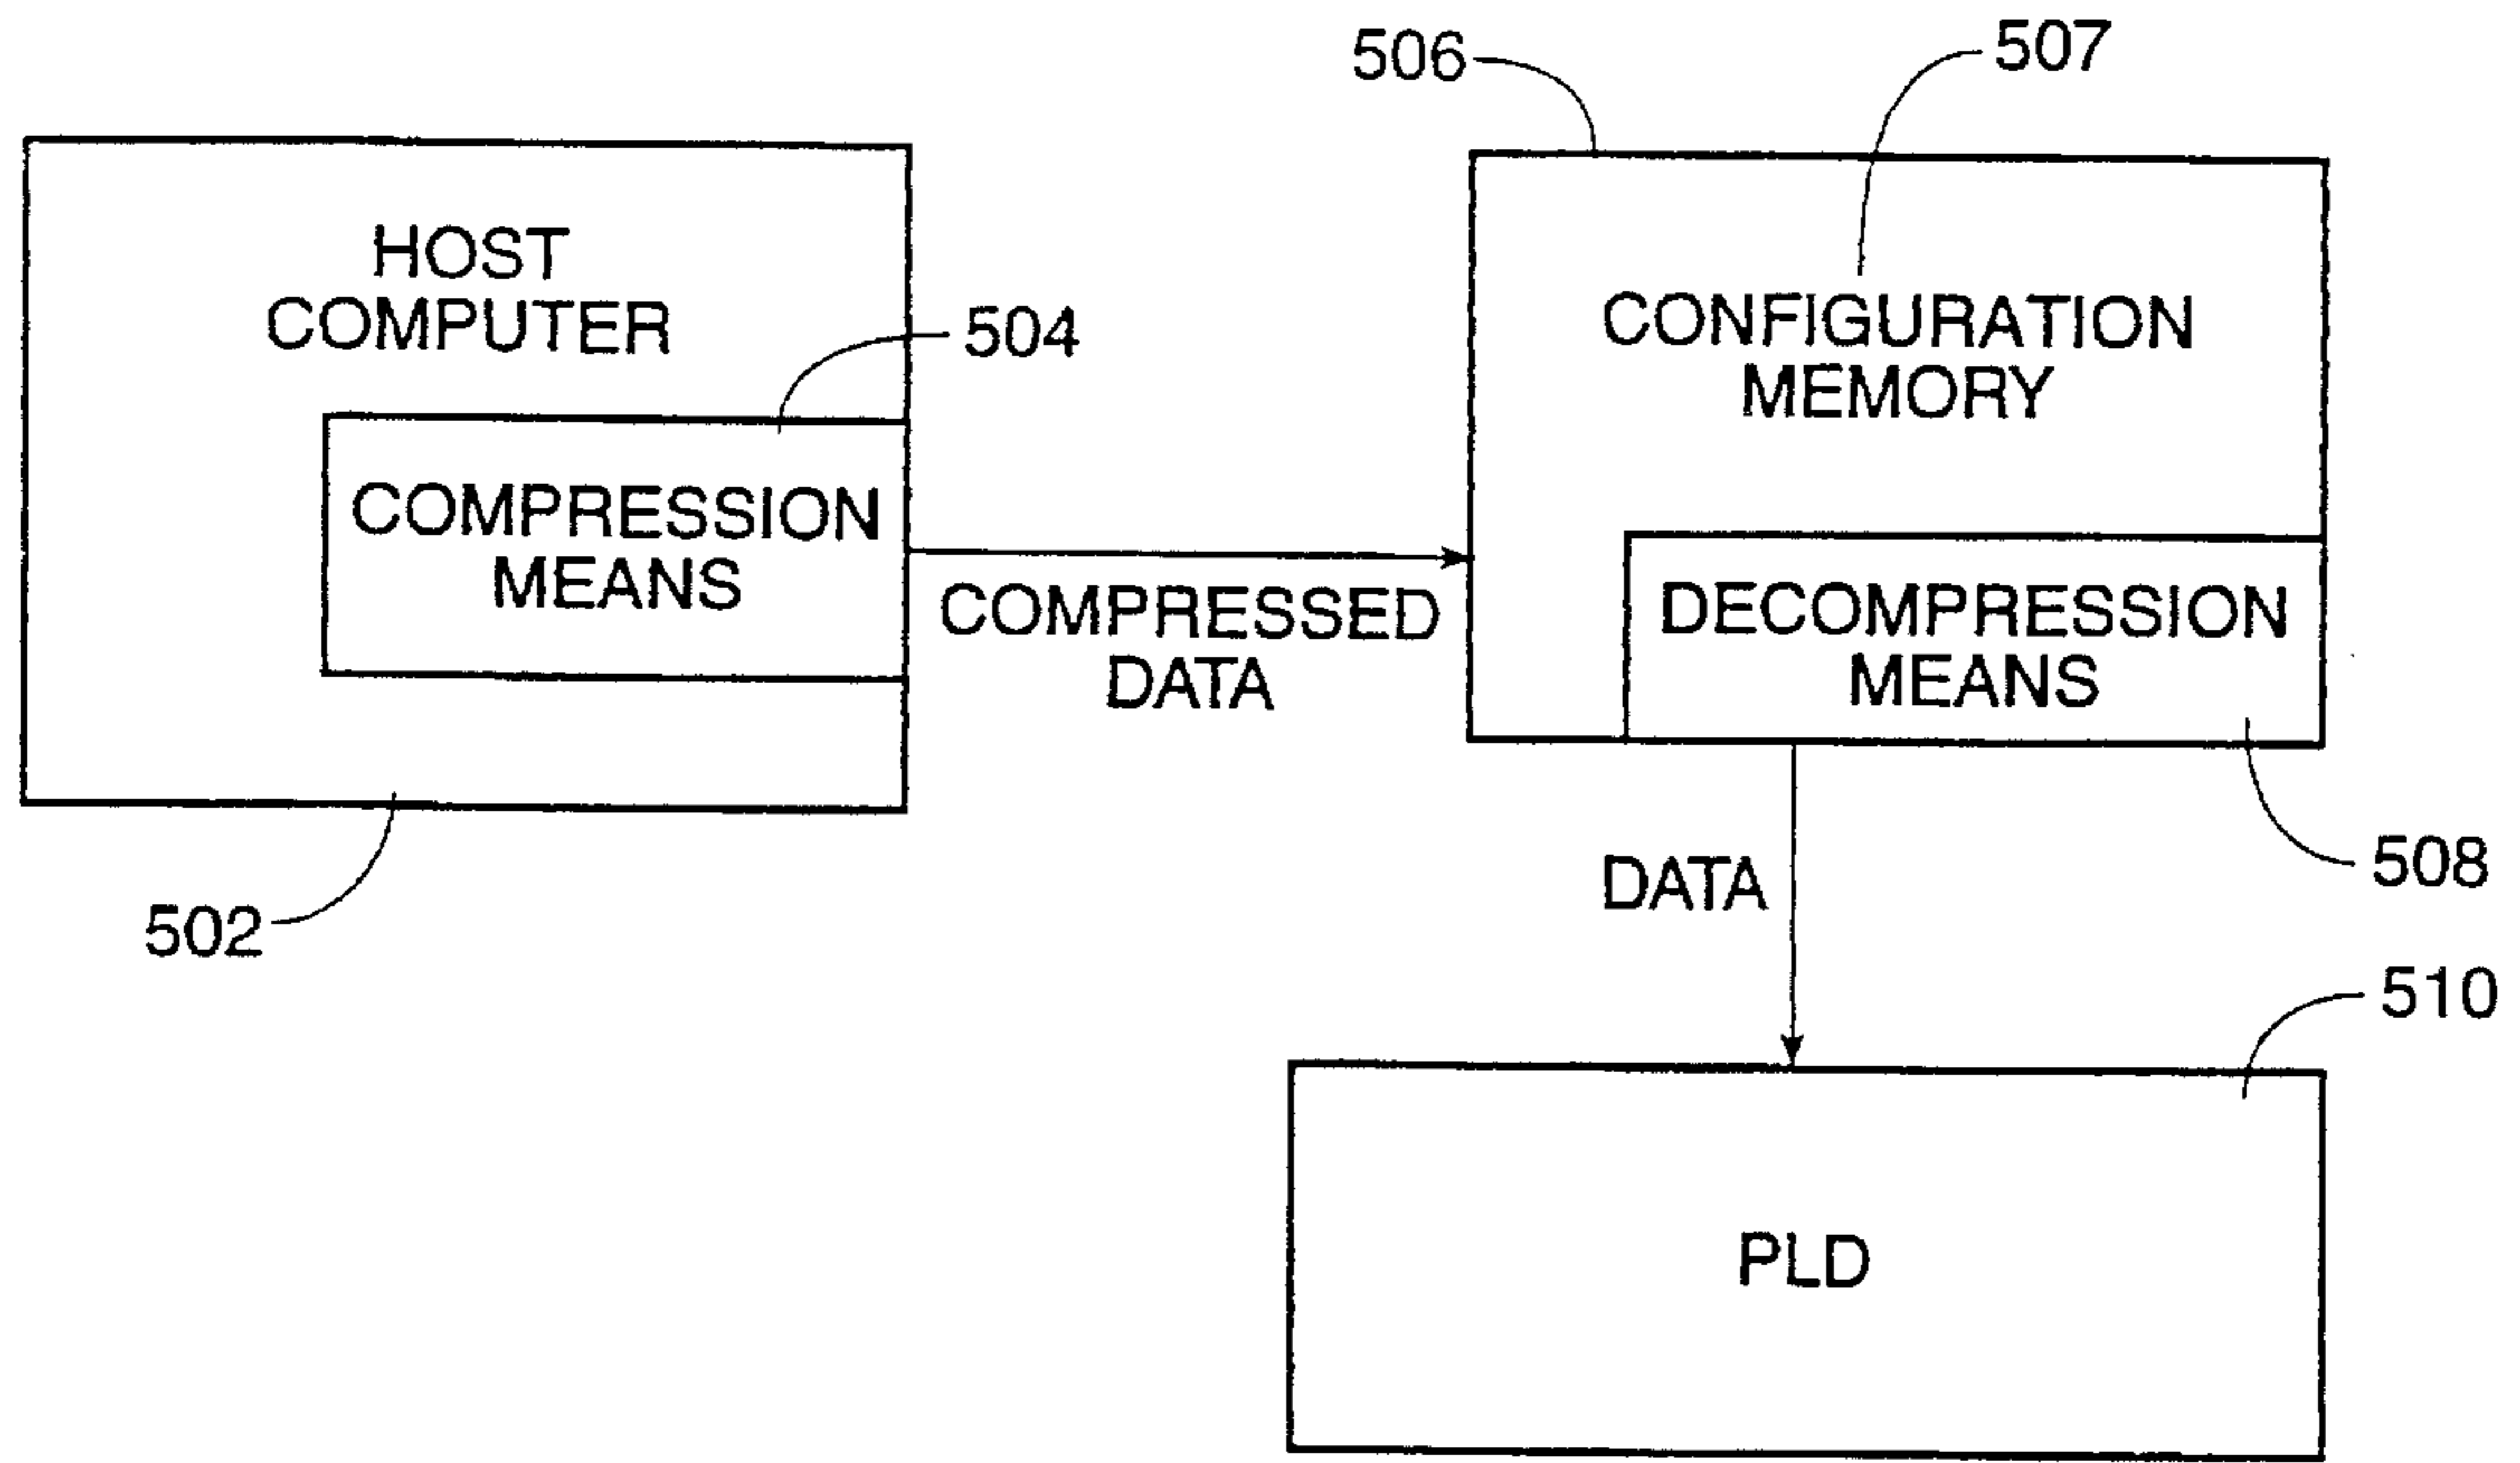 506
507
HOST
COMPUTER
504
CONFIGURATION
MEMORY
COMPRESSION
MEANS
COMPRESSED
DATA
DECOMPRESSION
MEANS
508
DATA
502
510
PLD